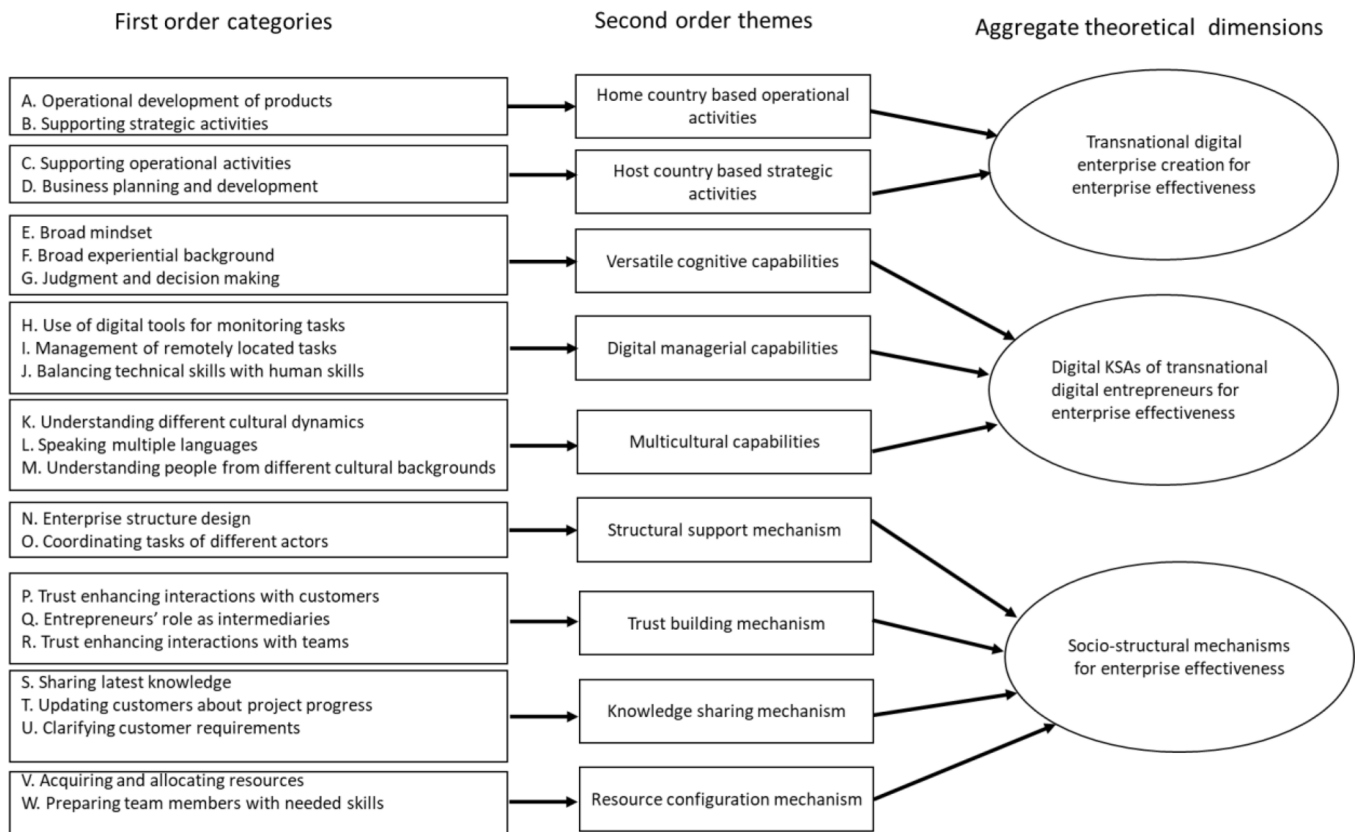 First order categories
Second order themes
Aggregate theoretical dimensions
A. Operational development of products
B. Supporting strategic activities
Home country based operational
activities
C. Supporting operational activities
D. Business planning and development
Host country based strategic
activities
Transnational digital
enterprise creation for
enterprise effectiveness
E. Broad mindset
F. Broad experiential background
G. Judgment and decision making
Versatile cognitive capabilities
H. Use of digital tools for monitoring tasks
I. Management of remotely located tasks
J. Balancing technical skills with human skills
Digital managerial capabilities
K. Understanding different cultural dynamics
L. Speaking multiple languages
M. Understanding people from different cultural backgrounds
Multicultural capabilities
Digital KSAs of transnational
digital entrepreneurs for
enterprise effectiveness
N. Enterprise structure design
O. Coordinating tasks of different actors
Structural support mechanism
P. Trust enhancing interactions with customers
Q. Entrepreneurs’ role as intermediaries
R. Trust enhancing interactions with teams
Trust building mechanism
S. Sharing latest knowledge
T. Updating customers about project progress
U. Clarifying customer requirements
Knowledge sharing mechanism
V. Acquiring and allocating resources
W. Preparing team members with needed skills
Resource configuration mechanism
Socio-structural mechanisms
for enterprise effectiveness